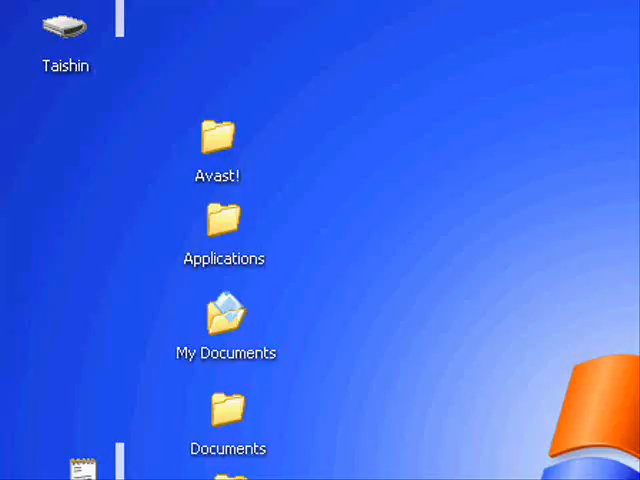 Taishin
Avast!
Applications
My Documents
Documents